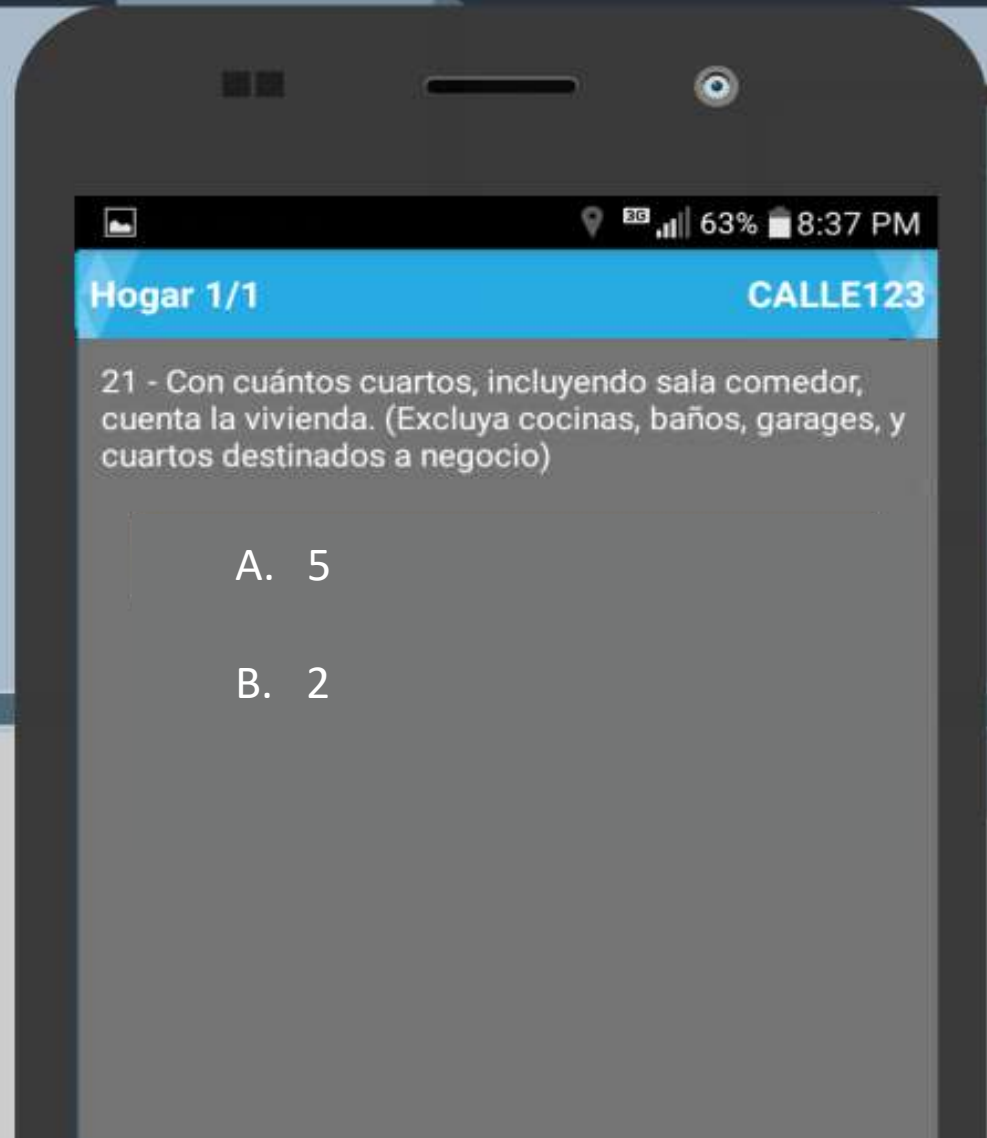 3G 63% 8:37 PM
Hogar 1/1 CALLE123
21 - Con cuántos cuartos, incluyendo sala comedor,
cuenta la vivienda. (Excluya cocinas, baños, garages, y
cuartos destinados a negocio)
A. 5
B. 2